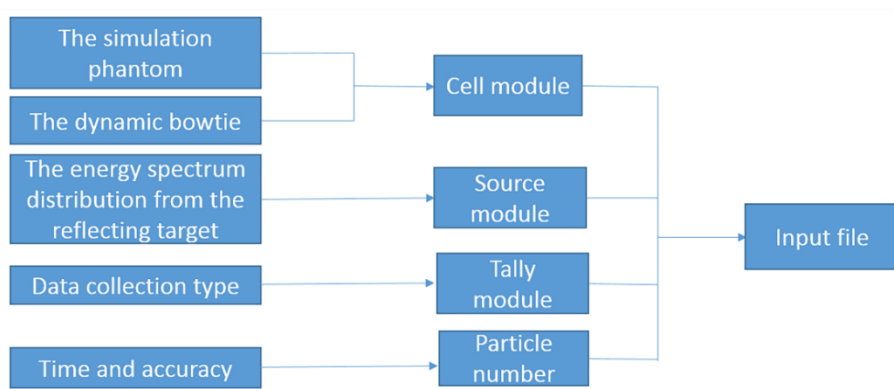 The simulation
phantom
Cell module
The dynamic bowtie
The energy spectrum
distribution from the
reflecting target
Source
module
Input file
Data collection type
Tally
module
Time and accuracy
Particle
number